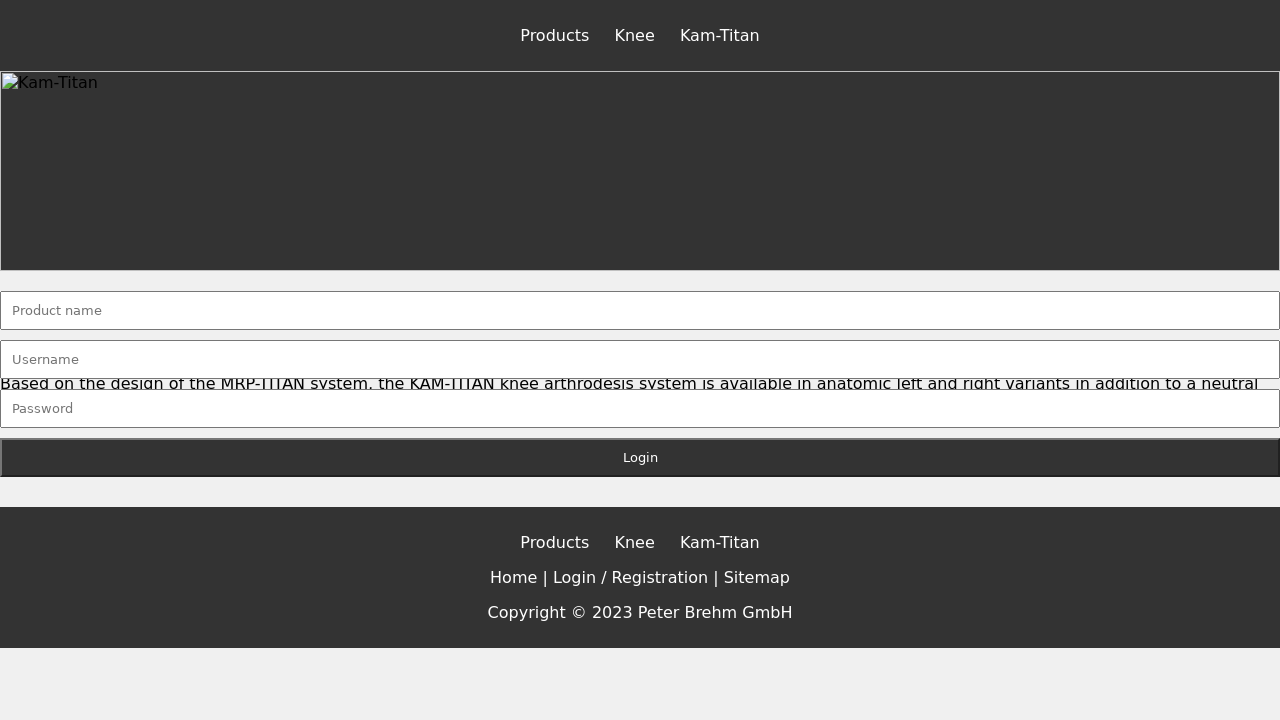 Products Knee Kam-Titan
Kam-Titan
Product name
Username
Based on the design of the MRP-TITAN system, the KAM-TITAN knee arthrodesis system is available in anatomic left and right variants in addition to a neutral
Password
Login
Products Knee Kam-Titan
Home | Login / Registration | Sitemap
Copyright © 2023 Peter Brehm GmbH